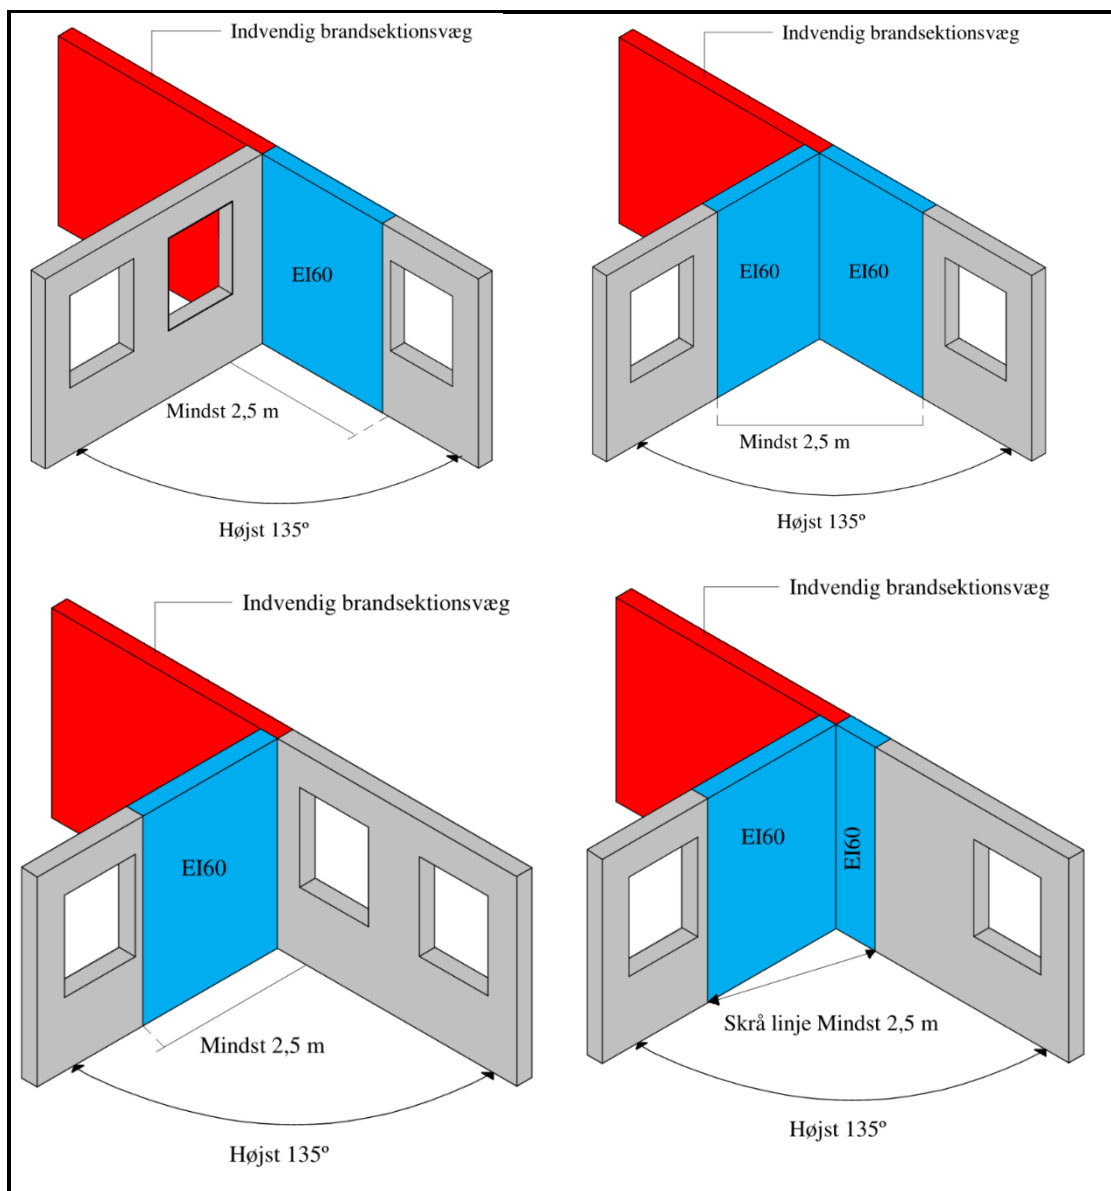 Indvendig brandsektionsvæg
EI60
Mindst 2,5 m
Højst 135º
Indvendig brandsektionsvæg
EI60
EI60
Mindst 2,5 m
Højst 135º
Indvendig brandsektionsvæg
EI60
Mindst 2,5 m
Højst 135º
Indvendig brandsektionsvæg
EI60
EI60
Skrå linje Mindst 2,5 m
Højst 135º